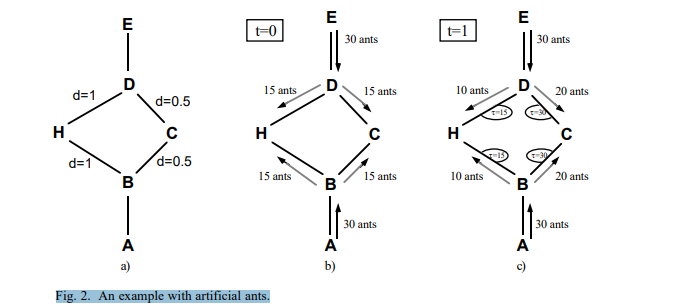 E
D
d=1
d=0.5
H
C
d=1
d=0.5
B
A
a)
t=0
E
30 ants
15 ants
D
15 ants
H
C
15 ants
15 ants
B
30 ants
A
b)
t=1
E
30 ants
10 ants
D
20 ants
τ=15
τ=30
H
C
τ=15
τ=30
10 ants
20 ants
B
30 ants
A
c)
Fig. 2. An example with artificial ants.